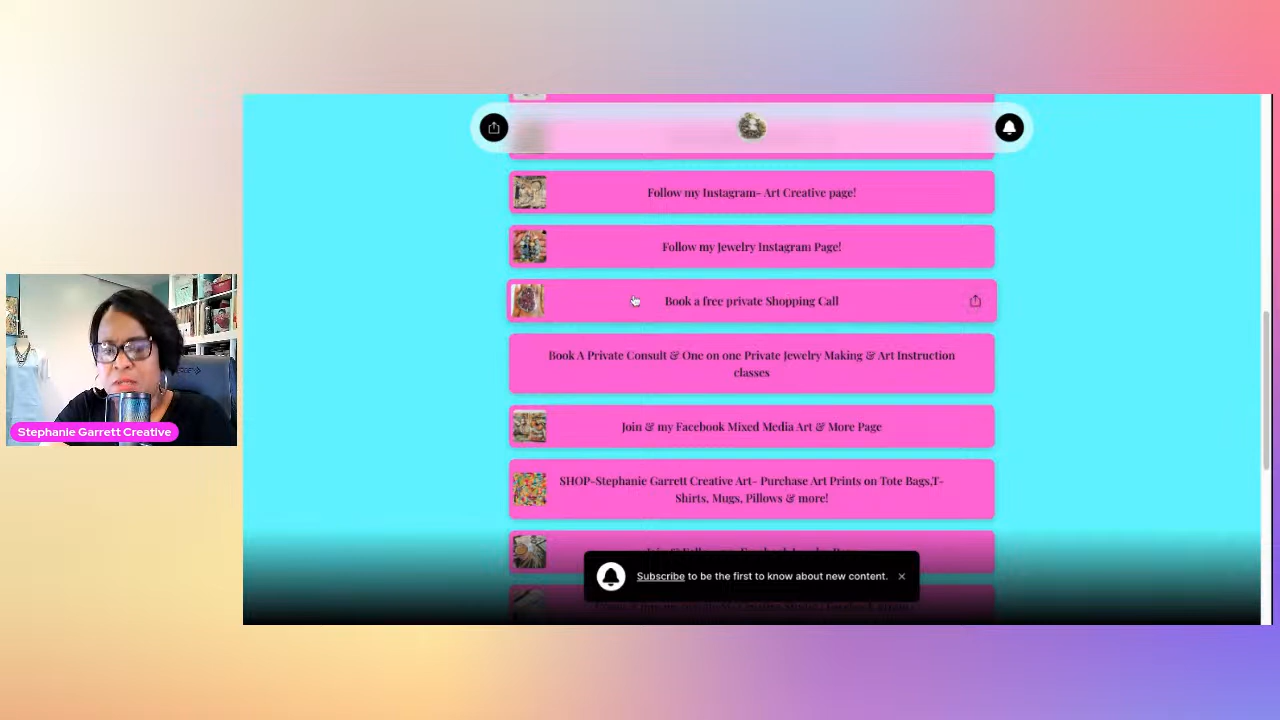 Follow my Instagram- Art Creative page!
Follow my Jewelry Instagram Page!
Book a free private Shopping Call
Book A Private Consult & One on one Private Jewelry Making & Art Instruction
classes
Join & my Facebook Mixed Media Art & More Page
SHOP-Stephanie Garrett Creative Art- Purchase Art Prints on Tote Bags,T-
Shirts, Mugs, Pillows & more!
Subscribe to be the first to know about new content.
Stephanie Garrett Creative